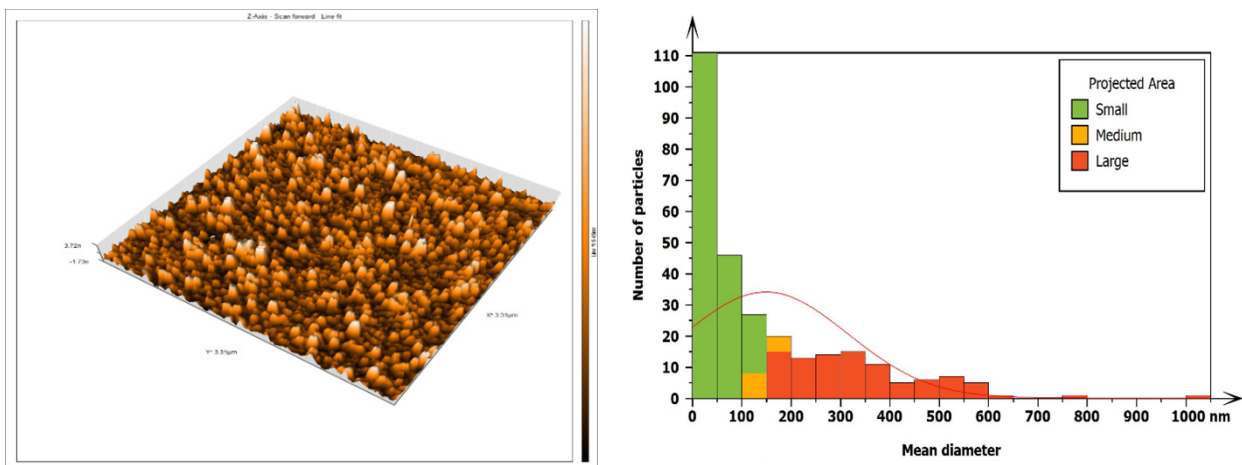 Z-Axis - Scan forward Line fit
3.72n
-1.73n
Y* 3.31µm
X* 3.31µm
110
100
90
80
70
60
50
40
30
20
10
0
Number of particles
Projected Area
Small
Medium
Large
0 100 200 300 400 500 600 700 800 900 1000 nm
Mean diameter